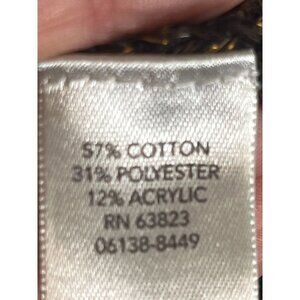 57% COTTON
31% POLYESTER
12% ACRYLIC
RN 63823
06138-8449